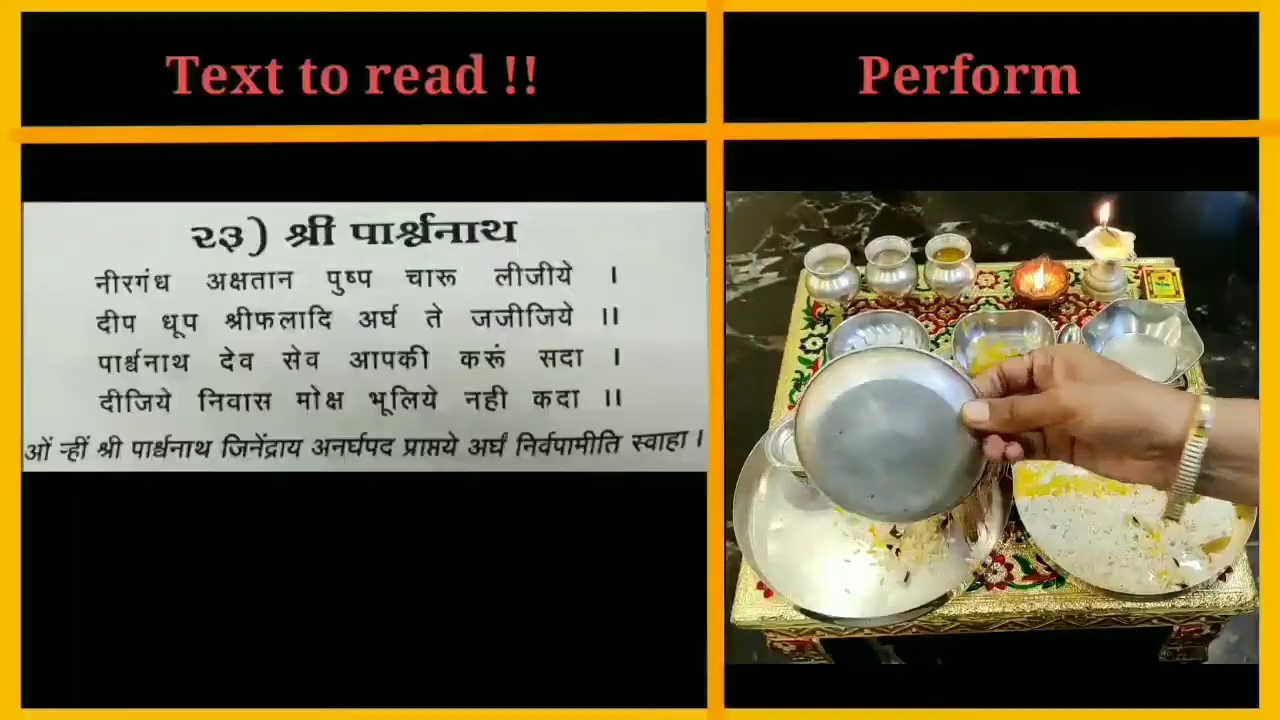 Text to read !!
Perform
२३) श्री पार्श्वनाथ
नीरगंध अक्षतान पुष्प चारू लीजीये ।
दीप धूप श्रीफलादि अर्घ ते जजीजिये ॥
पार्श्वनाथ देव सेव आपकी करूं सदा ।
दीजिये निवास मोक्ष भूलिये नही कदा ॥
ओं ऱ्हीं श्री पार्श्वनाथ जिनेंद्राय अनर्घपद प्राप्तये अर्घं निर्वपामीति स्वाहा ।